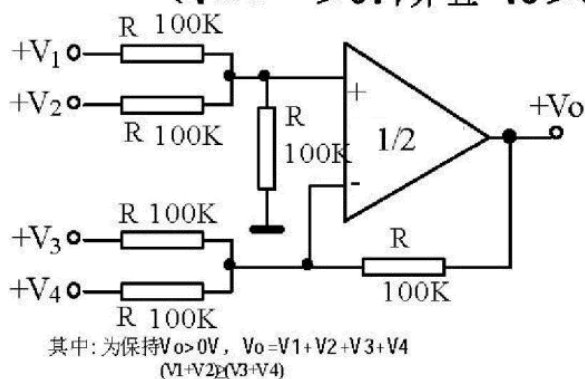 R 100K
+V1
+V2
R 100K
R
100K
+
1/2
-
+Vo
R 100K
+V3
+V4
R 100K
R
100K
其中: 为保持Vo>0V, Vo=V1+V2+V3+V4
(V1+V2)≥(V3+V4)